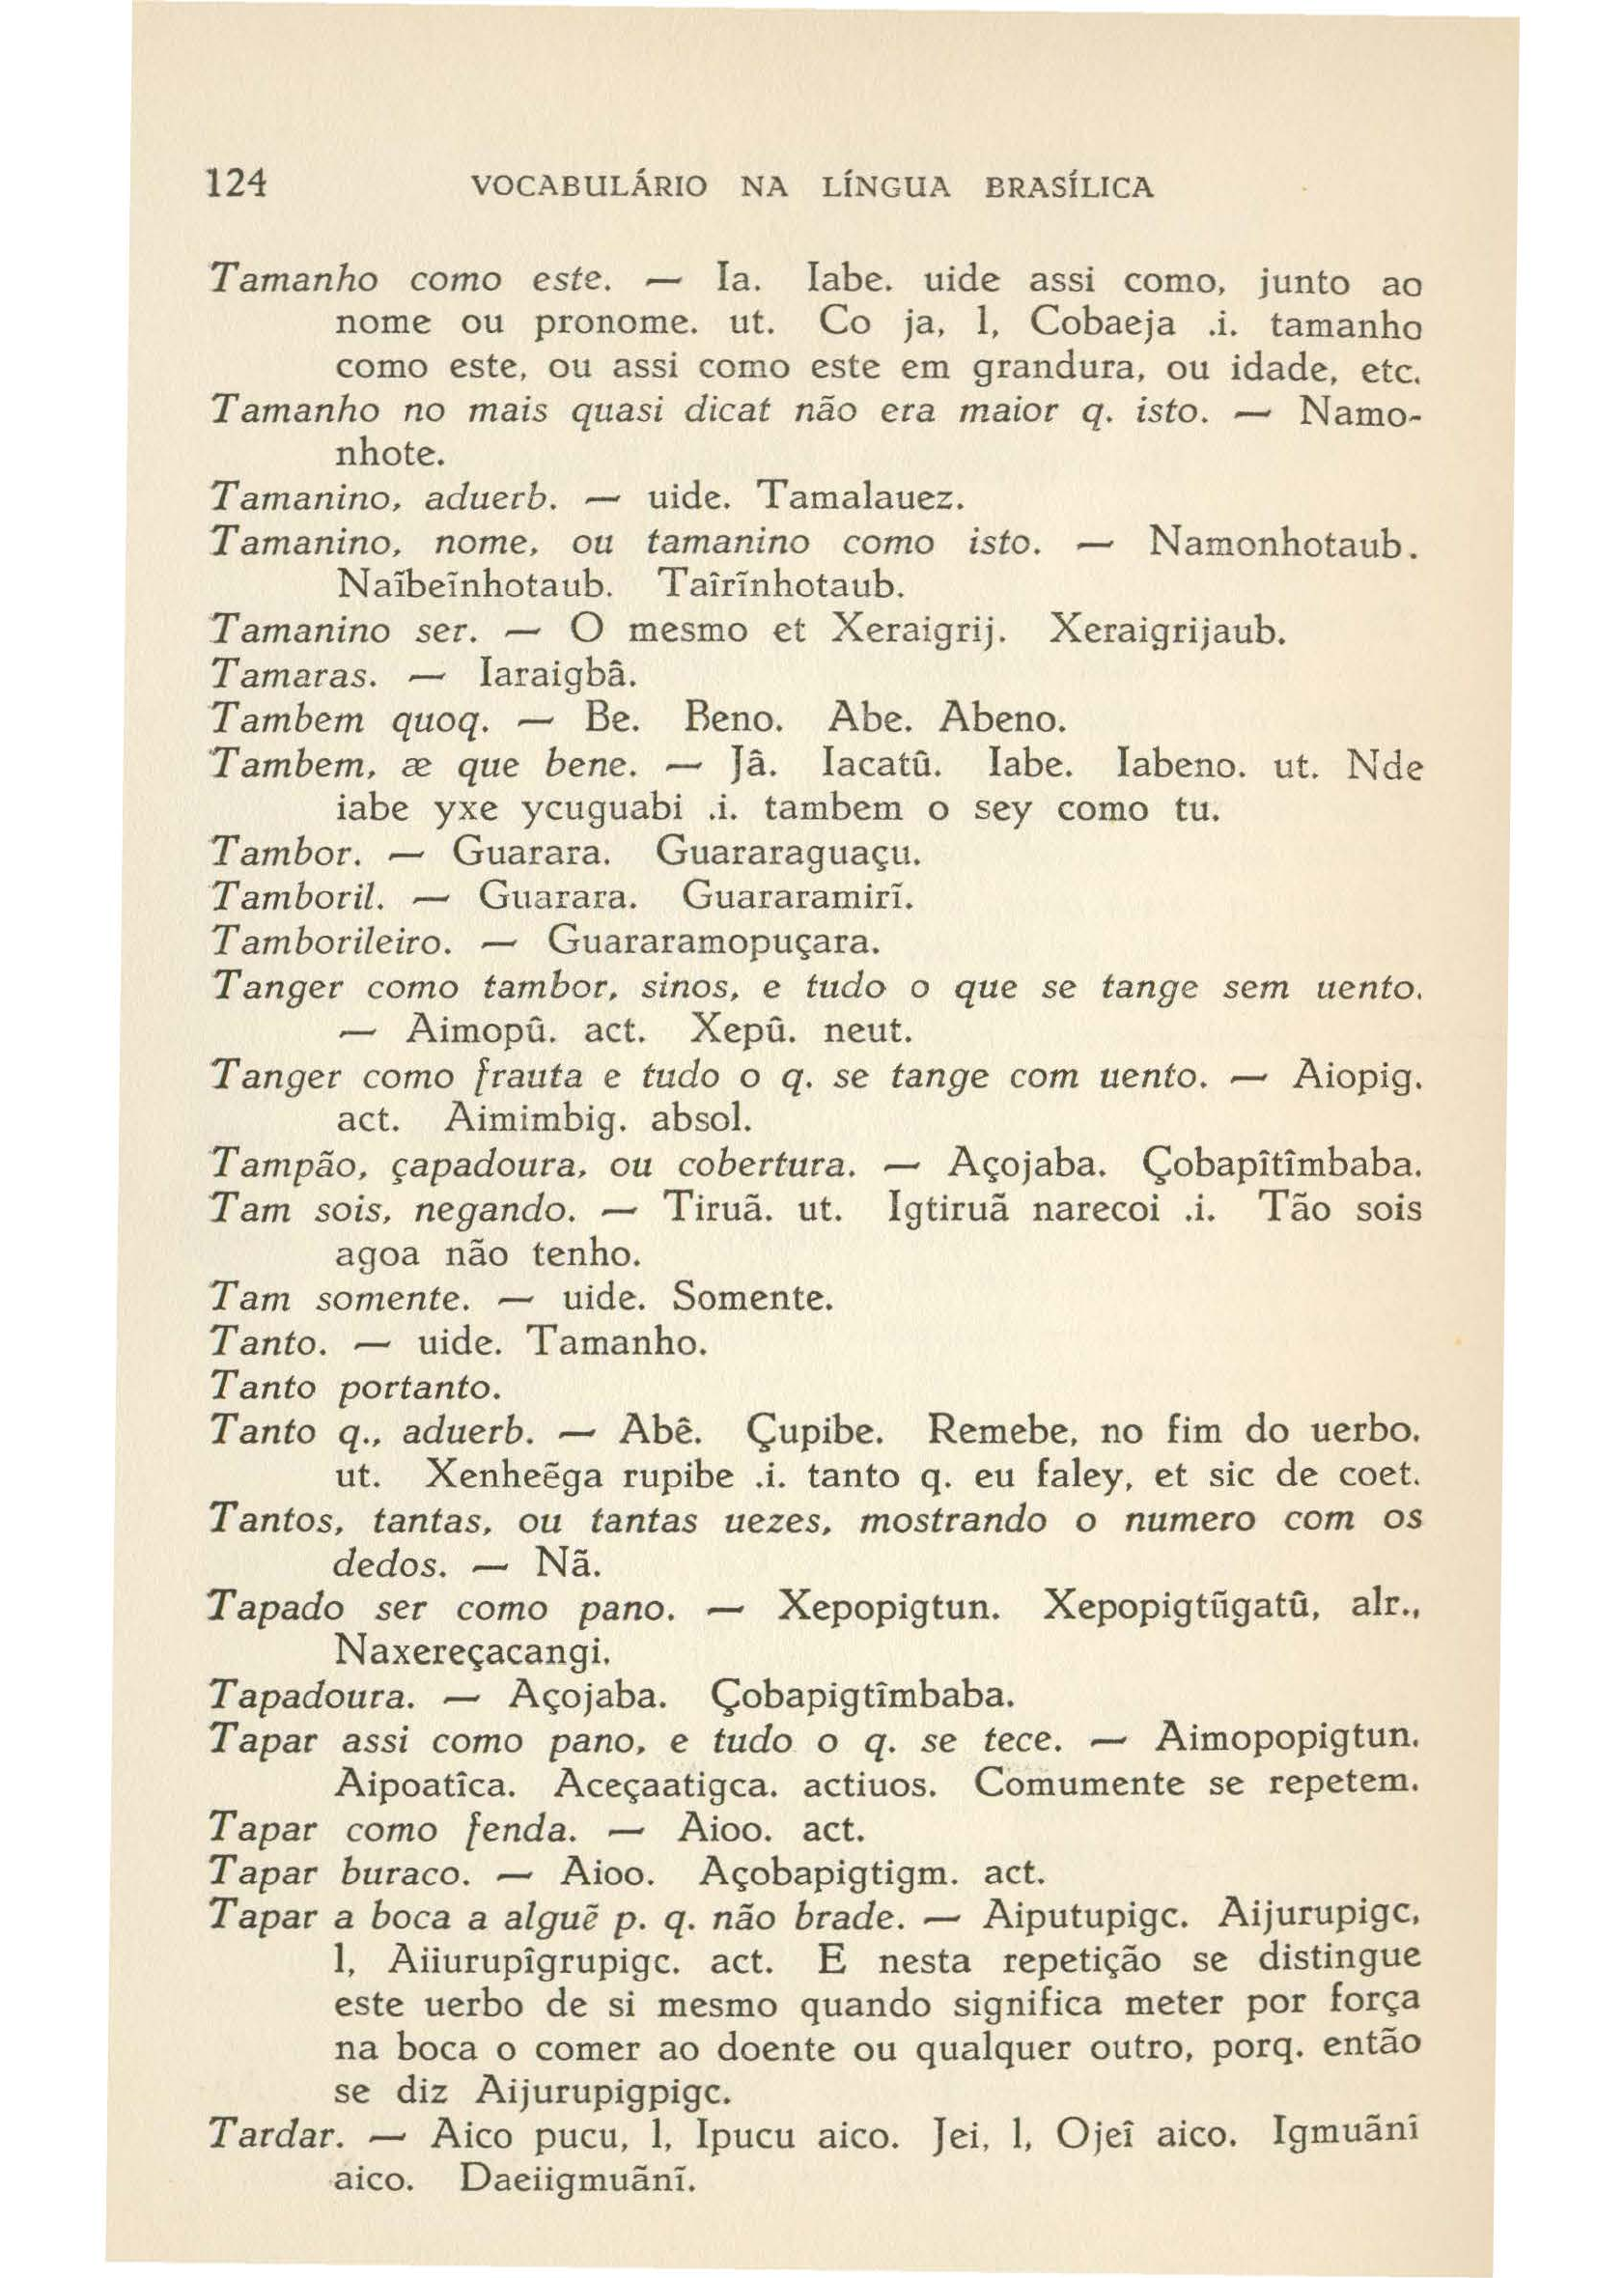 124 VOCABULÁRIO NA LÍNGUA BRASÍLICA
Tamanho como este. — Ia. Iabe. uide assi como, junto ao
nome ou pronome. ut. Co ja, l, Cobaeja .i. tamanho
como este, ou assi como este em grandura, ou idade, etc.
Tamanho no mais quasi dicat não era maior q. isto. — Namo-
nhote.
Tamanino, aduerb. — uide. Tamalauez.
Tamanino, nome, ou tamanino como isto. — Namonhotaub.
Naĩbeĩnhotaub. Taîrĩnhotaub.
Tamanino ser. — O mesmo et Xeraigrij. Xeraigrijaub.
Tamaras. — Iaraigbâ.
Tambem quoq. — Be. Beno. Abe. Abeno.
Tambem, æ que bene. — Jâ. Iacatû. Iabe. Iabeno. ut. Nde
iabe yxe ycuguabi .i. tambem o sey como tu.
Tambor. — Guarara. Guararaguaçu.
Tamboril. — Guarara. Guararamirĩ.
Tamborileiro. — Guararamopuçara.
Tanger como tambor, sinos, e tudo o que se tange sem uento.
— Aimopû. act. Xepû. neut.
Tanger como frauta e tudo o q. se tange com uento. — Aiopig.
act. Aimimbig. absol.
Tampão, çapadoura, ou cobertura. — Açojaba. Çobapîtîmbaba.
Tam sois, negando. — Tiruã. ut. Igtiruã narecoi .i. Tão sois
agoa não tenho.
Tam somente. — uide. Somente.
Tanto. — uide. Tamanho.
Tanto portanto.
Tanto q., aduerb. — Abê. Çupibe. Remebe, no fim do uerbo.
ut. Xenheẽga rupibe .i. tanto q. eu faley, et sic de coet.
Tantos, tantas, ou tantas uezes, mostrando o numero com os
dedos. — Nã.
Tapado ser como pano. — Xepopigtun. Xepopigtũgatû, alr.,
Naxereçacangi.
Tapadoura. — Açojaba. Çobapigtîmbaba.
Tapar assi como pano, e tudo o q. se tece. — Aimopopigtun.
Aipoatîca. Aceçaatigca. actiuos. Comumente se repetem.
Tapar como fenda. — Aioo. act.
Tapar buraco. — Aioo. Açobapigtigm. act.
Tapar a boca a alguẽ p. q. não brade. — Aiputupigc. Aijurupigc,
l, Aiiurupîgrupigc. act. E nesta repetição se distingue
este uerbo de si mesmo quando significa meter por força
na boca o comer ao doente ou qualquer outro, porq. então
se diz Aijurupigpigc.
Tardar. — Aico pucu, l, Ipucu aico. Jei, l, Ojeî aico. Igmuãnî
aico. Daeiigmuãnĩ.